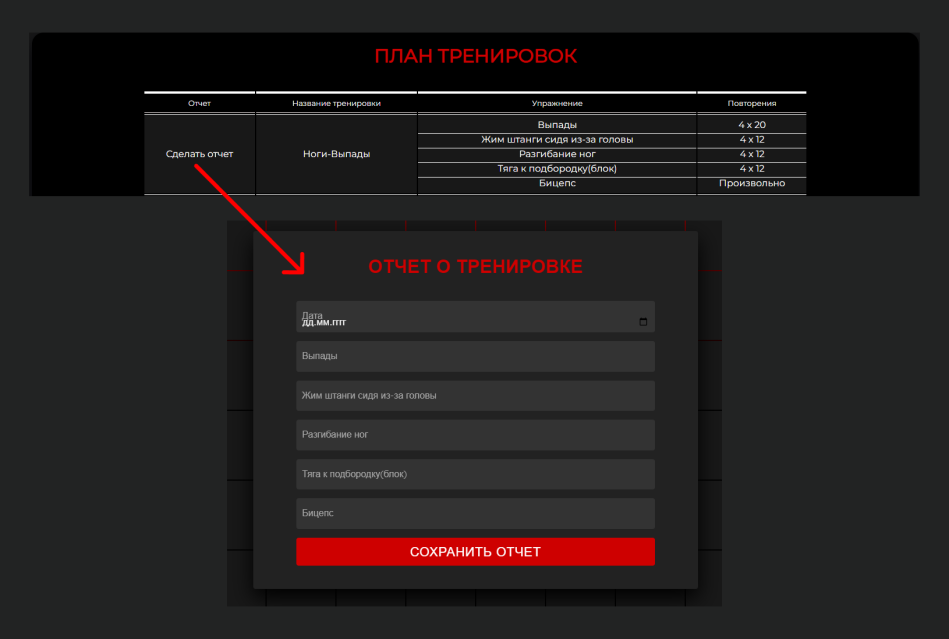 ПЛАН ТРЕНИРОВОК
Отчет Название тренировки Упражнение Повторения
Выпады 4 x 20
Жим штанги сидя из-за головы 4 x 12
Сделать отчет Ноги-Выпады Разгибание ног 4 x 12
Тяга к подбородку(блок) 4 x 12
Бицепс Произвольно
ОТЧЕТ О ТРЕНИРОВКЕ
Дата
дд.мм.гггг
Выпады
Жим штанги сидя из-за головы
Разгибание ног
Тяга к подбородку(блок)
Бицепс
СОХРАНИТЬ ОТЧЕТ